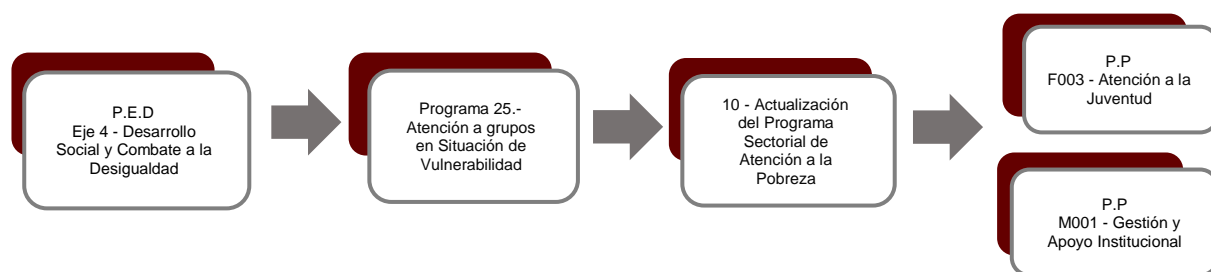 P.E.D
Eje 4 - Desarrollo
Social y Combate a la
Desigualdad
Programa 25.-
Atención a grupos
en Situación de
Vulnerabilidad
10 - Actualización
del Programa
Sectorial de
Atención a la
Pobreza
P.P
F003 - Atención a la
Juventud
P.P
M001 - Gestión y
Apoyo Institucional